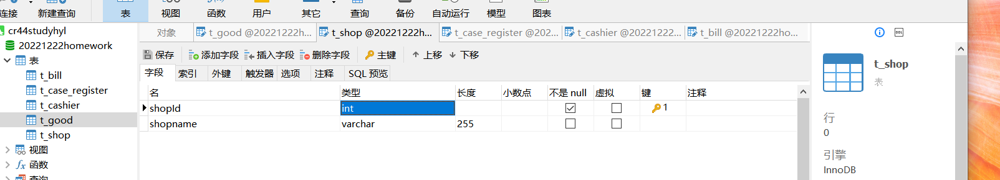 连接 新建查询 表 视图 函数 用户 其它 查询 备份 自动运行 模型 图表
cr44studyhyl
20221222homework
表
t_bill
t_case_register
t_cashier
t_good
t_shop
视图
fx 函数
查询
对象 t_good @20221222h... t_shop @20221222ho... t_case_register @202... t_cashier @2022122​2... t_bill @20221222ho...
保存 添加字段 插入字段 删除字段 主键 上移 下移
字段 索引 外键 触发器 选项 注释 SQL 预览
名 类型 长度 小数点 不是 null 虚拟 键 注释
shopId int 1
shopname varchar 255
DDL
t_shop
表
行
0
引擎
InnoDB